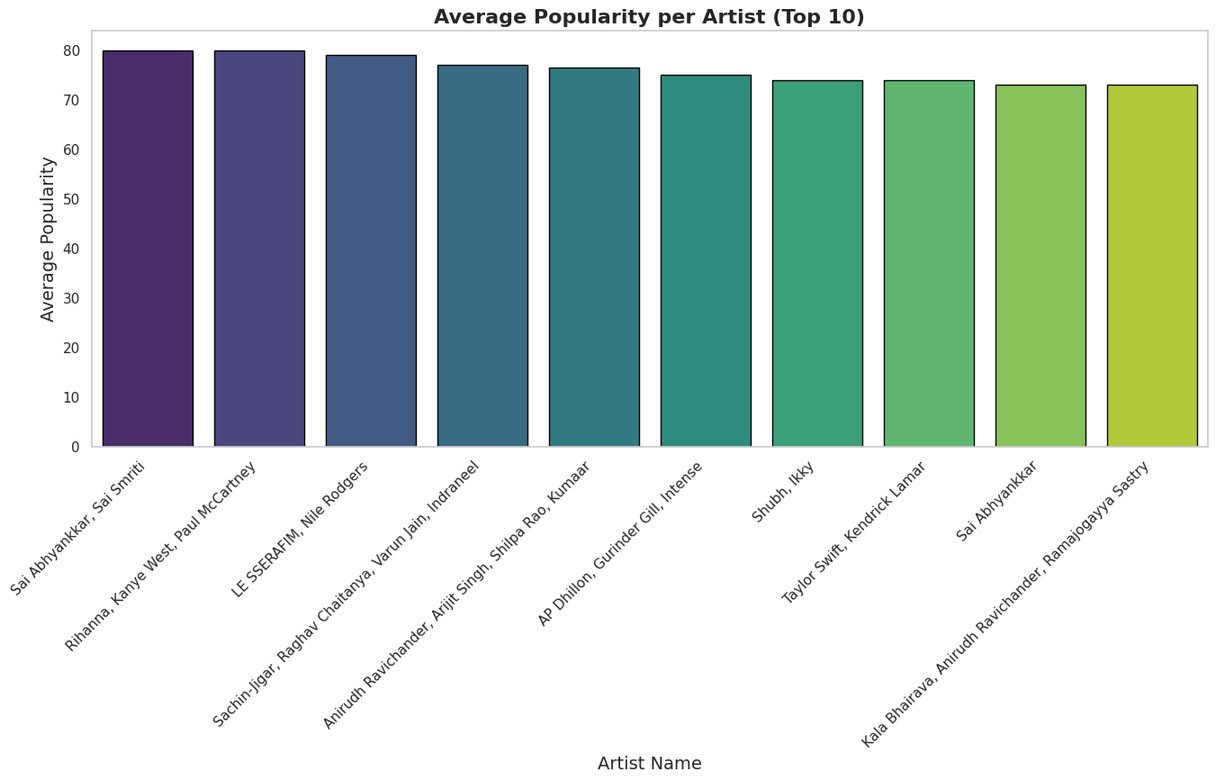 Average Popularity per Artist (Top 10)
Average Popularity
80
70
60
50
40
30
20
10
0
Sai Abhyankkar, Sai Smriti
Rihanna, Kanye West, Paul McCartney
LE SSERAFIM, Nile Rodgers
Sachin-Jigar, Raghav Chaitanya, Varun Jain, Indraneel
Anirudh Ravichander, Arijit Singh, Shilpa Rao, Kumaar
AP Dhillon, Gurinder Gill, Intense
Shubh, Ikky
Taylor Swift, Kendrick Lamar
Sai Abhyankkar
Kala Bhairava, Anirudh Ravichander, Ramajogayya Sastry
Artist Name